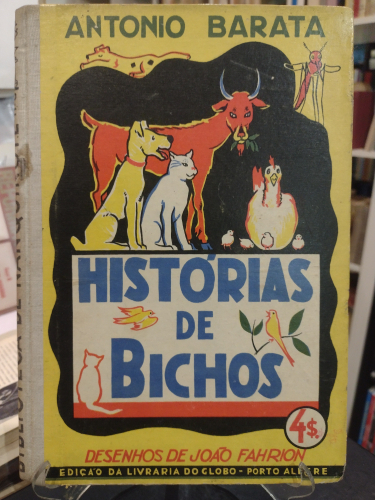 ANTONIO BARATA
HISTÓRIAS
DE
BICHOS
4$.
DESENHOS DE JOÃO FAHRION
EDIÇÃO DA LIVRARIA DO GLOBO - PORTO ALEGRE